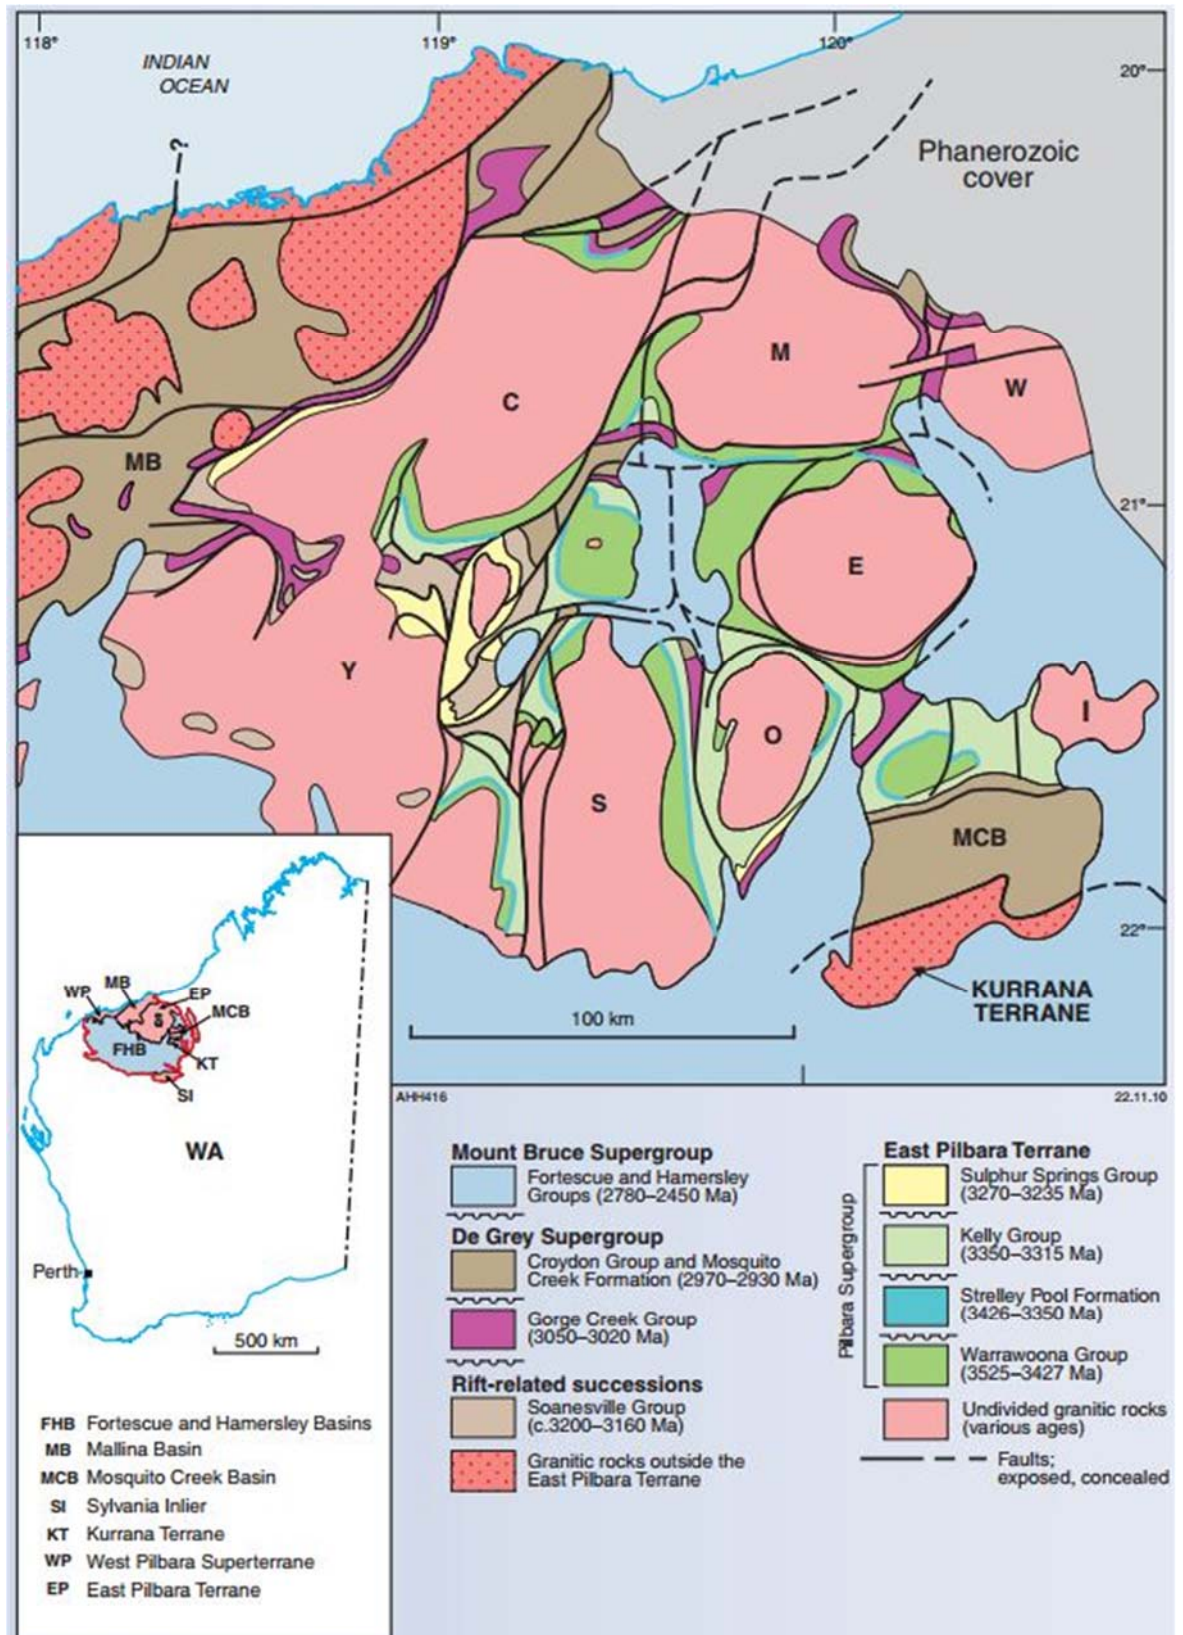 118°
119°
120°
INDIAN
OCEAN
20°
?
Phanerozoic
cover
M
W
C
MB
21°
E
Y
I
O
S
MCB
22°
KURRANA
TERRANE
100 km
AHH416
22.11.10
MB
WP
EP
S
MCB
FHB
KT
SI
WA
Perth
500 km
FHB Fortescue and Hamersley Basins
MB Mallina Basin
MCB Mosquito Creek Basin
SI Sylvania Inlier
KT Kurrana Terrane
WP West Pilbara Superterrane
EP East Pilbara Terrane
Mount Bruce Supergroup
Fortescue and Hamersley
Groups (2780–2450 Ma)
De Grey Supergroup
Croydon Group and Mosquito
Creek Formation (2970–2930 Ma)
Gorge Creek Group
(3050–3020 Ma)
Rift-related successions
Soanesville Group
(c.3200–3160 Ma)
Granitic rocks outside the
East Pilbara Terrane
East Pilbara Terrane
Pilbara Supergroup
Sulphur Springs Group
(3270–3235 Ma)
Kelly Group
(3350–3315 Ma)
Strelley Pool Formation
(3426–3350 Ma)
Warrawoona Group
(3525–3427 Ma)
Undivided granitic rocks
(various ages)
Faults;
exposed, concealed